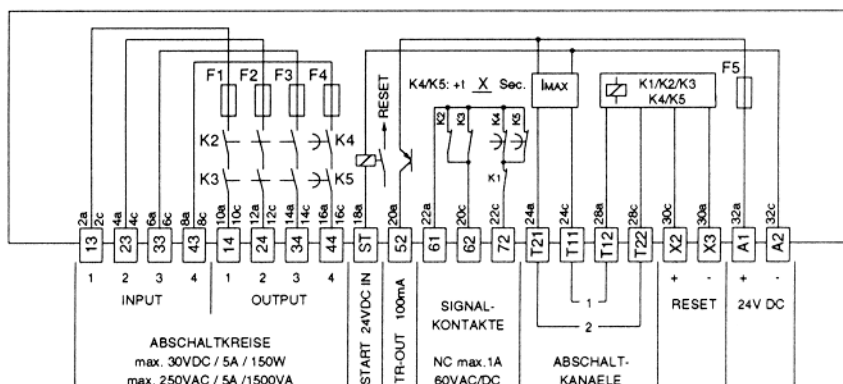 F1 F2 F3 F4
K4/K5: +t X Sec.
IMAX
K1/K2/K3
K4/K5
F5
RESET
K2 K3 K4 K5
K2 K4
K3 K5
K1
2a 2c 4a 4c 6a 6c 8a 8c 10a 10c 12a 12c 14a 14c 16a 16c 18a 20a 22a 20c 22c 24a 24c 28a 28c 30c 30a 32a 32c
13 23 33 43 14 24 34 44 ST 52 61 62 72 T21 T11 T12 T22 X2 X3 A1 A2
1 2 3 4 1 2 3 4 + - + -
INPUT OUTPUT
START 24VDC IN
TR-OUT 100mA
SIGNAL-
KONTAKTE
1
2
RESET
24V DC
ABSCHALTKREISE
max. 30VDC / 5A / 150W
max. 250VAC / 5A /1500VA
NC max.1A
60VAC/DC
ABSCHALT-
KANAELE